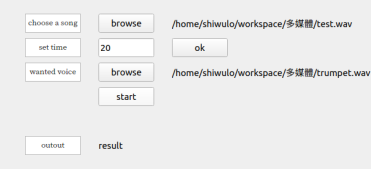 choose a song browse /home/shiwulo/workspace/多媒體/test.wav
set time 20 ok
wanted voice browse /home/shiwulo/workspace/多媒體/trumpet.wav
start
outout result